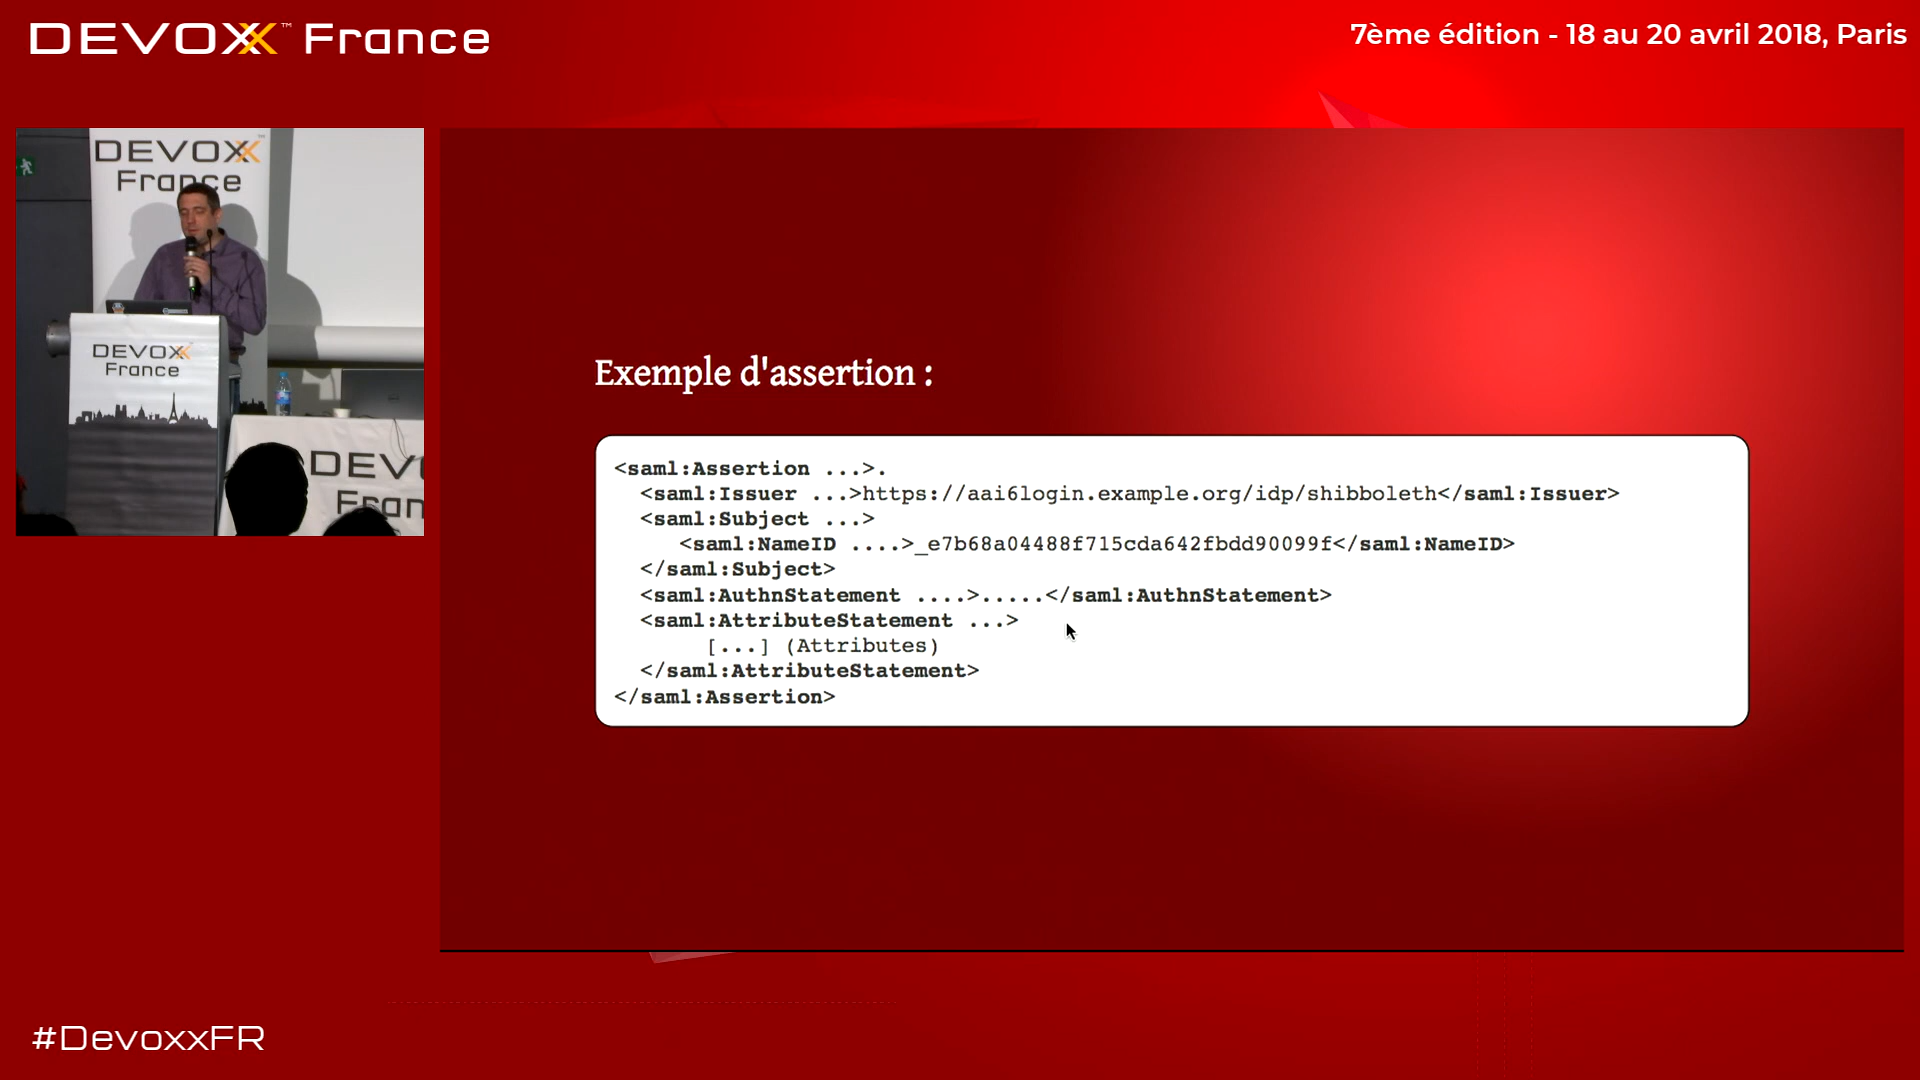 DEVOXX™ France
7ème édition - 18 au 20 avril 2018, Paris
DEVOXX™
France
DEVOXX
France
DEV
Fran
Exemple d'assertion :
<saml:Assertion ...>.
<saml:Issuer ...>https://aai6login.example.org/idp/shibboleth</saml:Issuer>
<saml:Subject ...>
<saml:NameID ....>_e7b68a04488f715cda642fbdd90099f</saml:NameID>
</saml:Subject>
<saml:AuthnStatement ....>.....</saml:AuthnStatement>
<saml:AttributeStatement ...>
[...] (Attributes)
</saml:AttributeStatement>
</saml:Assertion>
#DevoxxFR